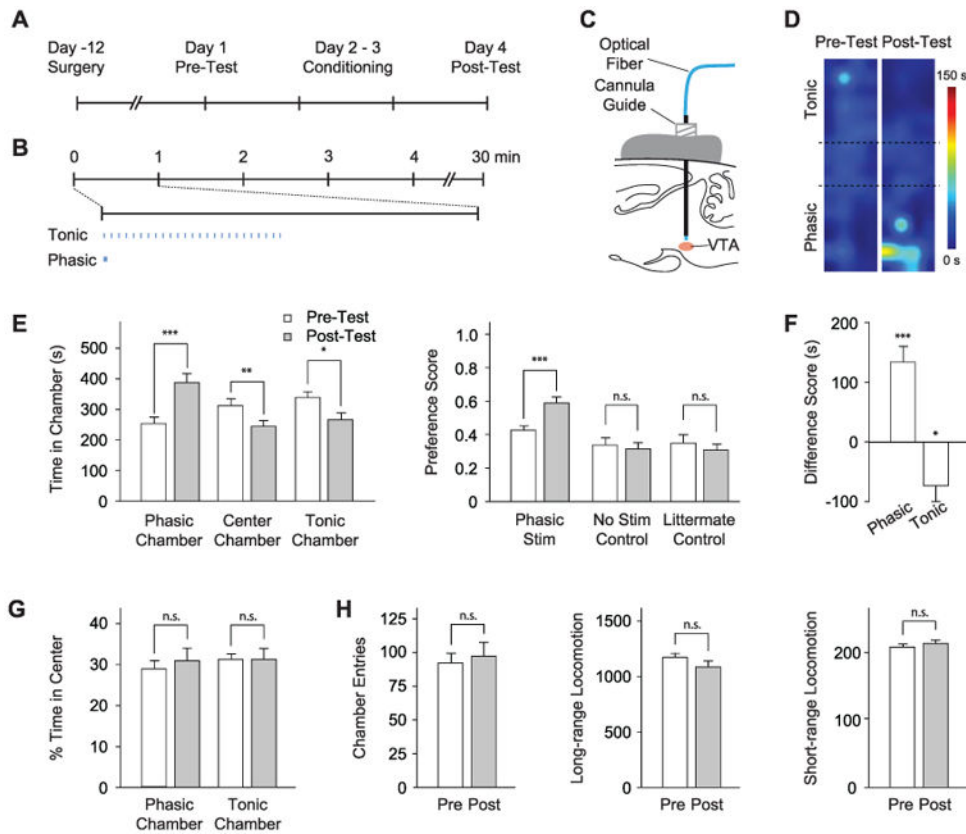 A
Day -12
Surgery
Day 1
Pre-Test
Day 2 - 3
Conditioning
Day 4
Post-Test
B
0 1 2 3 4 30 min
Tonic
Phasic
C
Optical
Fiber
Cannula
Guide
VTA
D
Pre-Test Post-Test
Tonic
Phasic
150 s
0 s
E
Time in Chamber (s)
500
400
300
200
100
0
Pre-Test
Post-Test
***
**
*
Phasic
Chamber
Center
Chamber
Tonic
Chamber
Preference Score
1.0
0.8
0.6
0.4
0.2
0
***
n.s.
n.s.
Phasic
Stim
No Stim
Control
Littermate
Control
F
Difference Score (s)
200
100
0
-100
***
*
Phasic
Tonic
G
% Time in Center
40
30
20
10
0
n.s.
n.s.
Phasic
Chamber
Tonic
Chamber
H
Chamber Entries
125
100
75
50
25
0
n.s.
Pre Post
Long-range Locomotion
1500
1000
500
0
n.s.
Pre Post
Short-range Locomotion
200
100
0
n.s.
Pre Post